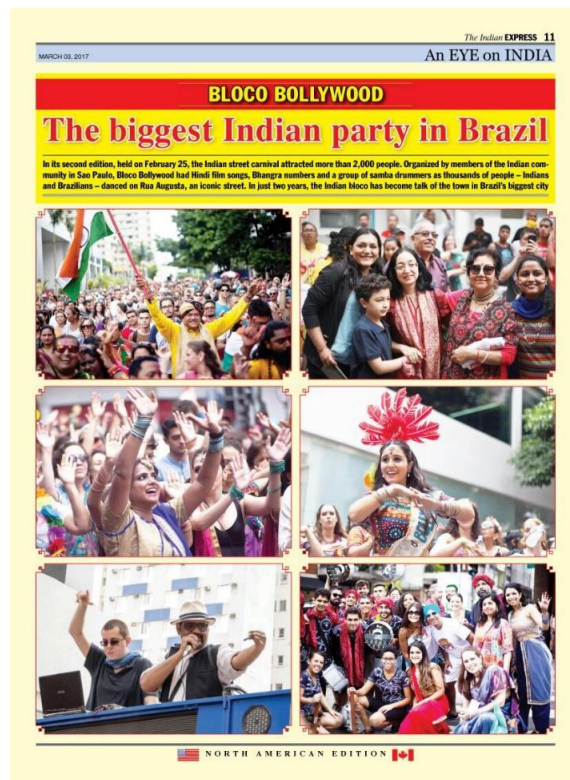 The Indian EXPRESS 11
MARCH 03, 2017
An EYE on INDIA
BLOCO BOLLYWOOD
The biggest Indian party in Brazil
In its second edition, held on February 25, the Indian street carnival attracted more than 2,000 people. Organized by members of the Indian com-
munity in Sao Paulo, Bloco Bollywood had Hindi film songs, Bhangra numbers and a group of samba drummers as thousands of people – Indians
and Brazilians – danced on Rua Augusta, an iconic street. In just two years, the Indian bloco has become talk of the town in Brazil's biggest city
NORTH AMERICAN EDITION